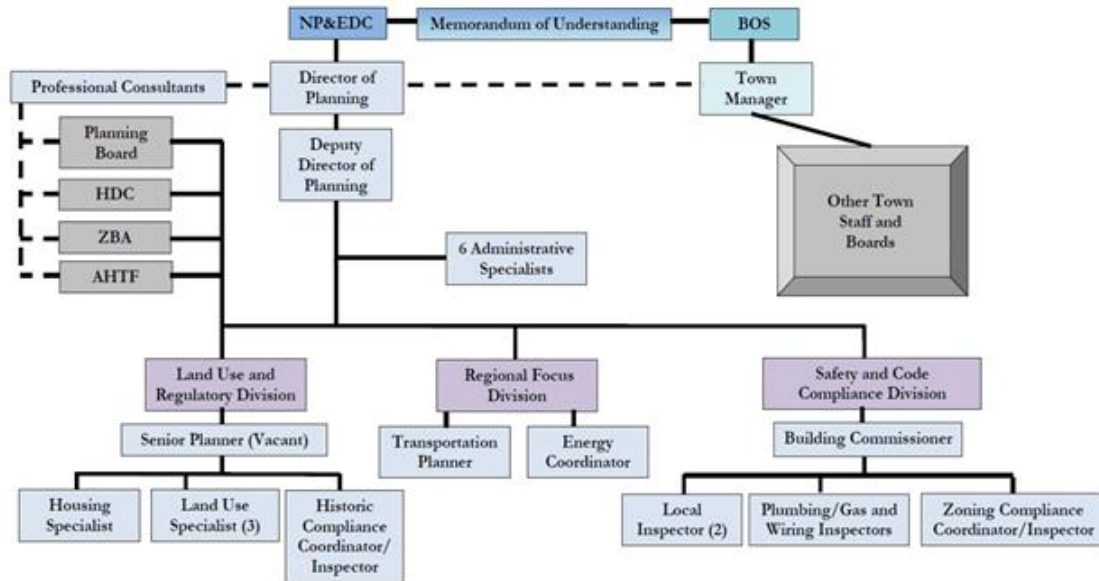 NP&EDC
Memorandum of Understanding
BOS
Professional Consultants
Director of
Planning
Town
Manager
Planning
Board
Deputy
Director of
Planning
HDC
Other Town
Staff and
Boards
ZBA
6 Administrative
Specialists
AHTF
Land Use and
Regulatory Division
Regional Focus
Division
Safety and Code
Compliance Division
Senior Planner (Vacant)
Transportation
Planner
Energy
Coordinator
Building Commissioner
Housing
Specialist
Land Use
Specialist (3)
Historic
Compliance
Coordinator/
Inspector
Local
Inspector (2)
Plumbing/Gas and
Wiring Inspectors
Zoning Compliance
Coordinator/Inspector